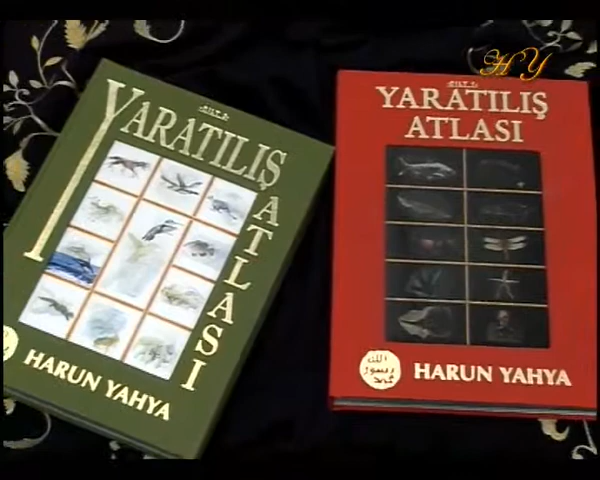 HY
YARATILIŞ ATLASI
HARUN YAHYA
YARATILIŞ
ATLASI
HARUN YAHYA